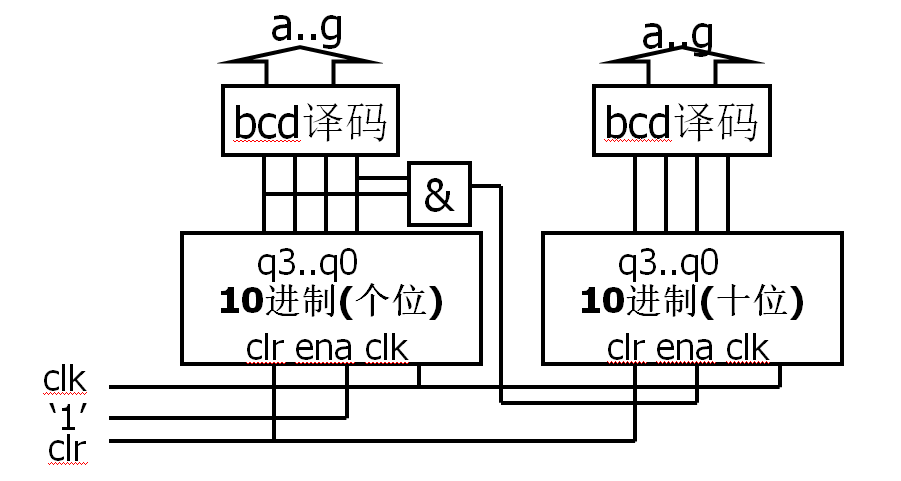 a..g
a..g
bcd译码
bcd译码
&
q3..q0
10进制(个位)
clr ena clk
q3..q0
10进制(十位)
clr ena clk
clk
‘1’
clr